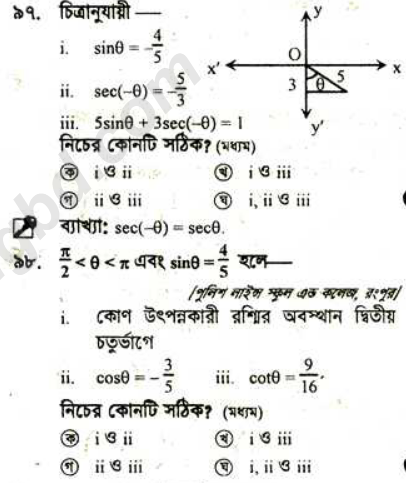 ৯৭. চিত্রানুযায়ী —
i. sinθ = -4/5
ii. sec(-θ) = -5/3
iii. 5sinθ + 3sec(-θ) = 1
y
O
x' x
3 θ 5
y'
নিচের কোনটি সঠিক? (মধ্যম)
ক i ও ii খ i ও iii
গ ii ও iii ঘ i, ii ও iii
ব্যাখ্যা: sec(-θ) = secθ.
৯৮. π/2 < θ < π এবং sinθ = 4/5 হলে—
[পুলিশ লাইন্স স্কুল এন্ড কলেজ, রংপুর]
i. কোণ উৎপন্নকারী রশ্মির অবস্থান দ্বিতীয়
চতুর্ভাগে
ii. cosθ = -3/5 iii. cotθ = 9/16.
নিচের কোনটি সঠিক? (মধ্যম)
ক i ও ii খ i ও iii
গ ii ও iii ঘ i, ii ও iii